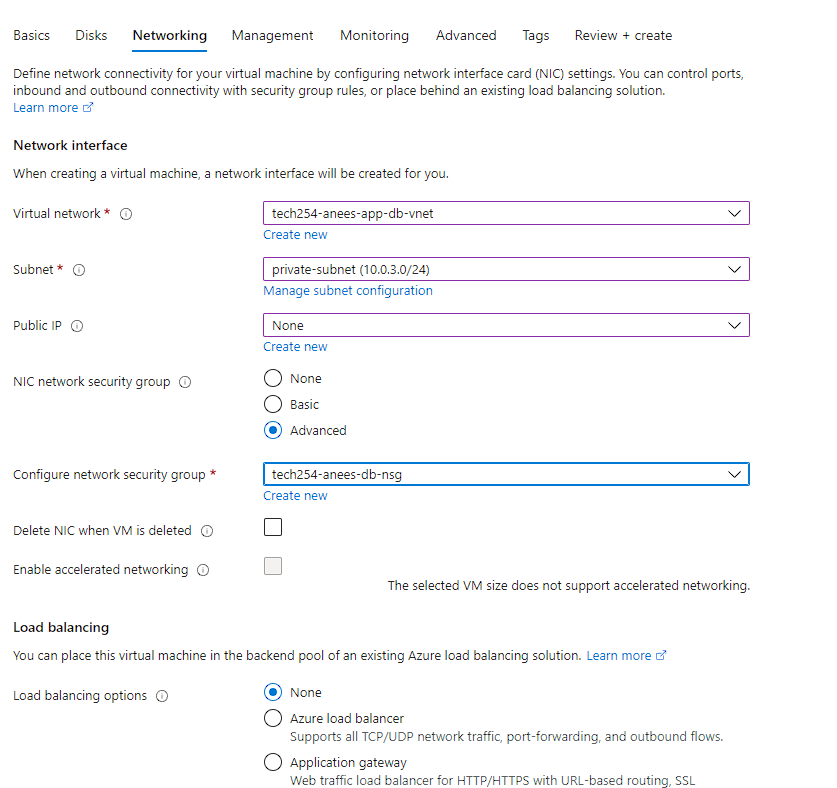 Basics Disks Networking Management Monitoring Advanced Tags Review + create
Define network connectivity for your virtual machine by configuring network interface card (NIC) settings. You can control ports,
inbound and outbound connectivity with security group rules, or place behind an existing load balancing solution.
Learn more
Network interface
When creating a virtual machine, a network interface will be created for you.
Virtual network * tech254-anees-app-db-vnet
Create new
Subnet * private-subnet (10.0.3.0/24)
Manage subnet configuration
Public IP None
Create new
NIC network security group None
Basic
Advanced
Configure network security group * tech254-anees-db-nsg
Create new
Delete NIC when VM is deleted
Enable accelerated networking
The selected VM size does not support accelerated networking.
Load balancing
You can place this virtual machine in the backend pool of an existing Azure load balancing solution. Learn more
Load balancing options None
Azure load balancer
Supports all TCP/UDP network traffic, port-forwarding, and outbound flows.
Application gateway
Web traffic load balancer for HTTP/HTTPS with URL-based routing, SSL